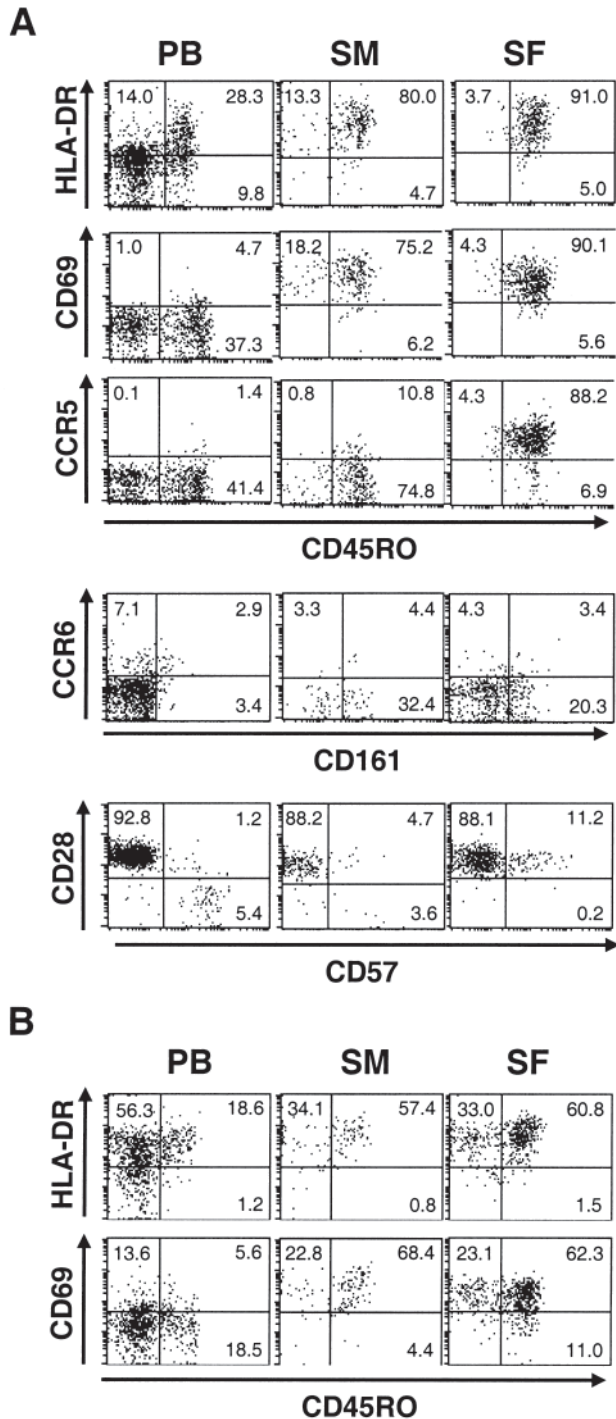 A
PB SM SF
HLA-DR
14.0 28.3 13.3 80.0 3.7 91.0
9.8 4.7 5.0
CD69
1.0 4.7 18.2 75.2 4.3 90.1
37.3 6.2 5.6
CCR5
0.1 1.4 0.8 10.8 4.3 88.2
41.4 74.8 6.9
CD45RO
CCR6
7.1 2.9 3.3 4.4 4.3 3.4
3.4 32.4 20.3
CD161
CD28
92.8 1.2 88.2 4.7 88.1 11.2
5.4 3.6 0.2
CD57
B
PB SM SF
HLA-DR
56.3 18.6 34.1 57.4 33.0 60.8
1.2 0.8 1.5
CD69
13.6 5.6 22.8 68.4 23.1 62.3
18.5 4.4 11.0
CD45RO